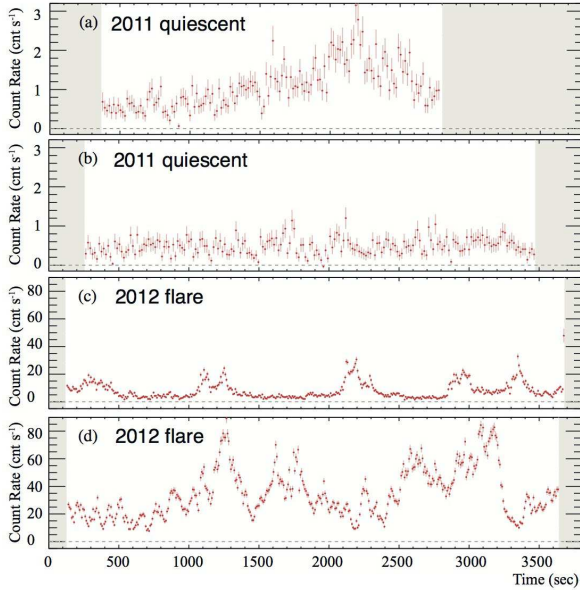 (a) 2011 quiescent
Count Rate (cnt s⁻¹)
3
2
1
0
(b) 2011 quiescent
Count Rate (cnt s⁻¹)
3
2
1
0
(c) 2012 flare
Count Rate (cnt s⁻¹)
80
60
40
20
0
(d) 2012 flare
Count Rate (cnt s⁻¹)
80
60
40
20
0
0 500 1000 1500 2000 2500 3000 3500
Time (sec)